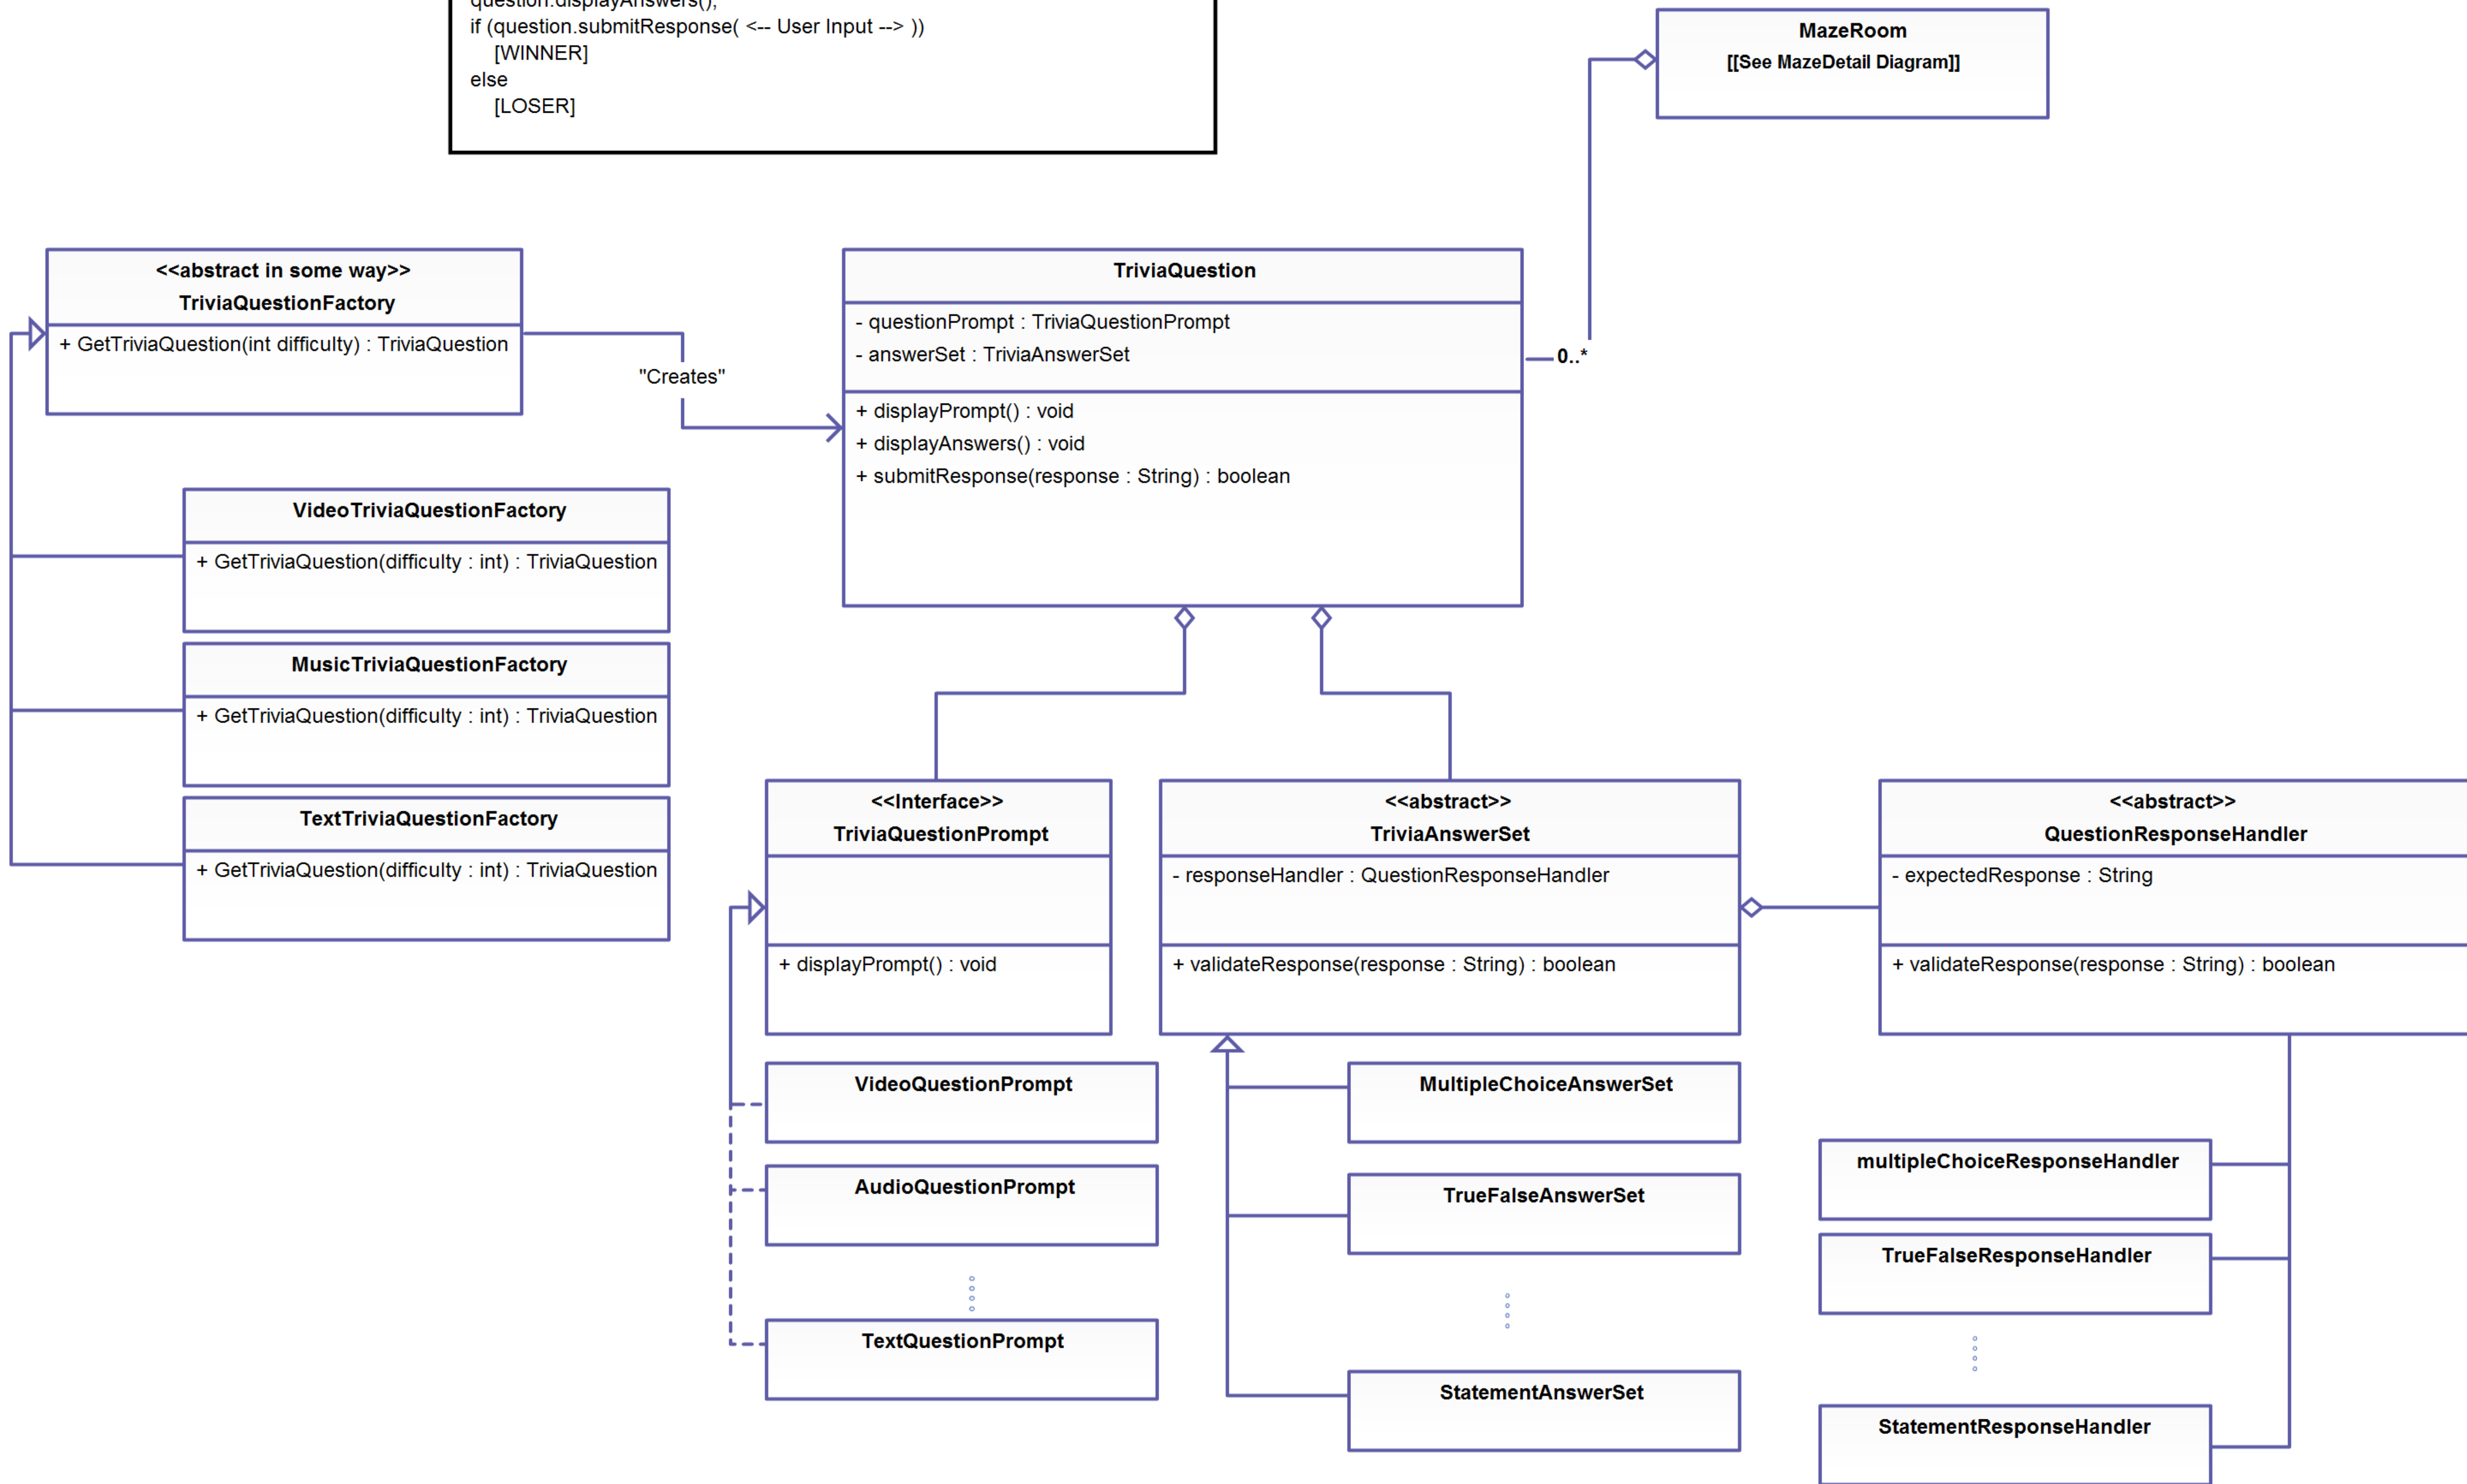 question.displayAnswers();
if (question.submitResponse( <-- User Input --> ))
[WINNER]
else
[LOSER]
MazeRoom
[[See MazeDetail Diagram]]
<<abstract in some way>>
TriviaQuestionFactory
+ GetTriviaQuestion(int difficulty) : TriviaQuestion
"Creates"
TriviaQuestion
- questionPrompt : TriviaQuestionPrompt
- answerSet : TriviaAnswerSet
+ displayPrompt() : void
+ displayAnswers() : void
+ submitResponse(response : String) : boolean
0..*
VideoTriviaQuestionFactory
+ GetTriviaQuestion(difficulty : int) : TriviaQuestion
MusicTriviaQuestionFactory
+ GetTriviaQuestion(difficulty : int) : TriviaQuestion
TextTriviaQuestionFactory
+ GetTriviaQuestion(difficulty : int) : TriviaQuestion
<<Interface>>
TriviaQuestionPrompt
+ displayPrompt() : void
<<abstract>>
TriviaAnswerSet
- responseHandler : QuestionResponseHandler
+ validateResponse(response : String) : boolean
<<abstract>>
QuestionResponseHandler
- expectedResponse : String
+ validateResponse(response : String) : boolean
VideoQuestionPrompt
AudioQuestionPrompt
TextQuestionPrompt
MultipleChoiceAnswerSet
TrueFalseAnswerSet
StatementAnswerSet
multipleChoiceResponseHandler
TrueFalseResponseHandler
StatementResponseHandler